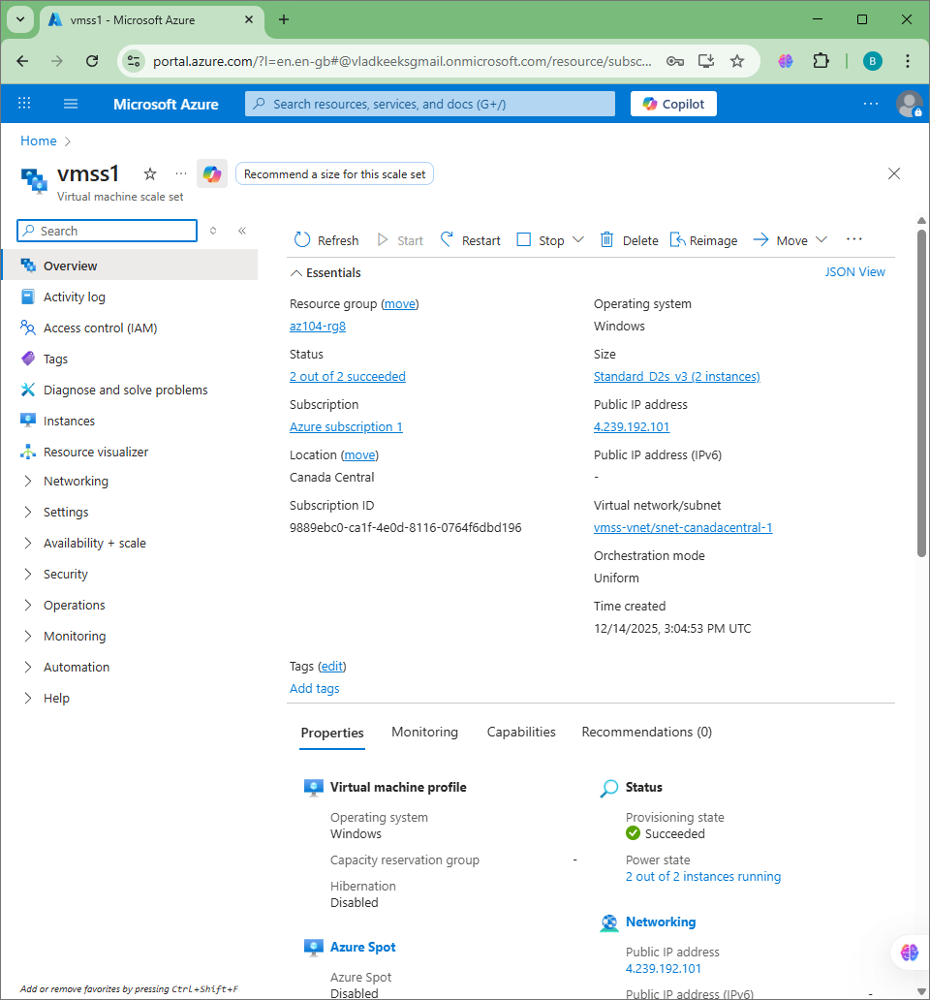 vmss1 - Microsoft Azure
portal.azure.com/?l=en.en-gb#@vladkeeksgmail.onmicrosoft.com/resource/subsc...
B
Microsoft Azure
Search resources, services, and docs (G+/)
Copilot
Home
vmss1
Recommend a size for this scale set
Virtual machine scale set
Search
Overview
Activity log
Access control (IAM)
Tags
Diagnose and solve problems
Instances
Resource visualizer
Networking
Settings
Availability + scale
Security
Operations
Monitoring
Automation
Help
Add or remove favorites by pressing Ctrl+Shift+F
Refresh
Start
Restart
Stop
Delete
Reimage
Move
Essentials
JSON View
Resource group (move)
az104-rg8
Status
2 out of 2 succeeded
Subscription
Azure subscription 1
Location (move)
Canada Central
Subscription ID
9889ebc0-ca1f-4e0d-8116-0764f6dbd196
Operating system
Windows
Size
Standard_D2s_v3 (2 instances)
Public IP address
4.239.192.101
Public IP address (IPv6)
-
Virtual network/subnet
vmss-vnet/snet-canadacentral-1
Orchestration mode
Uniform
Time created
12/14/2025, 3:04:53 PM UTC
Tags (edit)
Add tags
Properties
Monitoring
Capabilities
Recommendations (0)
Virtual machine profile
Operating system
Windows
Capacity reservation group -
Hibernation
Disabled
Azure Spot
Azure Spot
Disabled
Status
Provisioning state
Succeeded
Power state
2 out of 2 instances running
Networking
Public IP address
4.239.192.101
Public IP address (IPv6) -